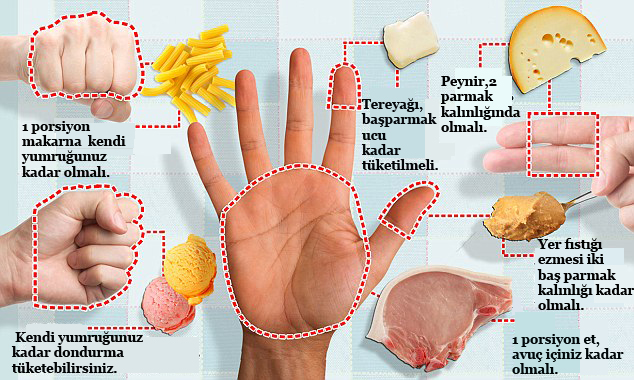 1 porsiyon
makarna kendi
yumruğunuz
kadar olmalı.
Tereyağı,
başparmak
ucu
kadar
tüketilmeli.
Peynir,2
parmak
kalınlığında
olmalı.
Yer fıstığı
ezmesi iki
baş parmak
kalınlığı kadar
olmalı.
Kendi yumruğunuz
kadar dondurma
tüketebilirsiniz.
1 porsiyon et,
avuç içiniz kadar
olmalı.